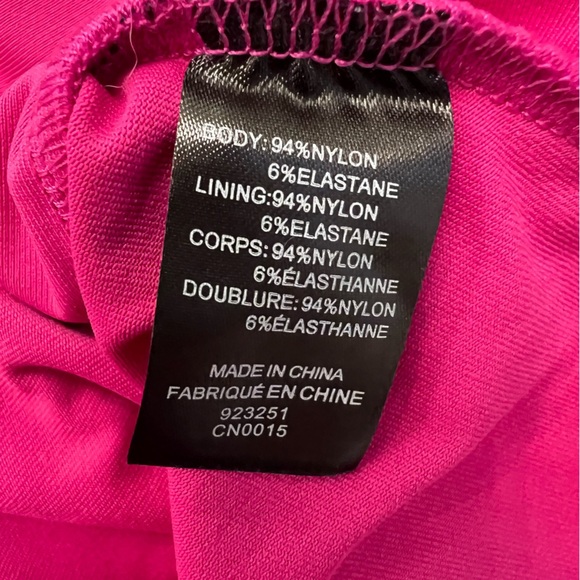 BODY:94%NYLON
6%ELASTANE
LINING:94%NYLON
6%ELASTANE
CORPS:94%NYLON
6%ÉLASTHANNE
DOUBLURE:94%NYLON
6%ÉLASTHANNE
MADE IN CHINA
FABRIQUÉ EN CHINE
923251
CN0015